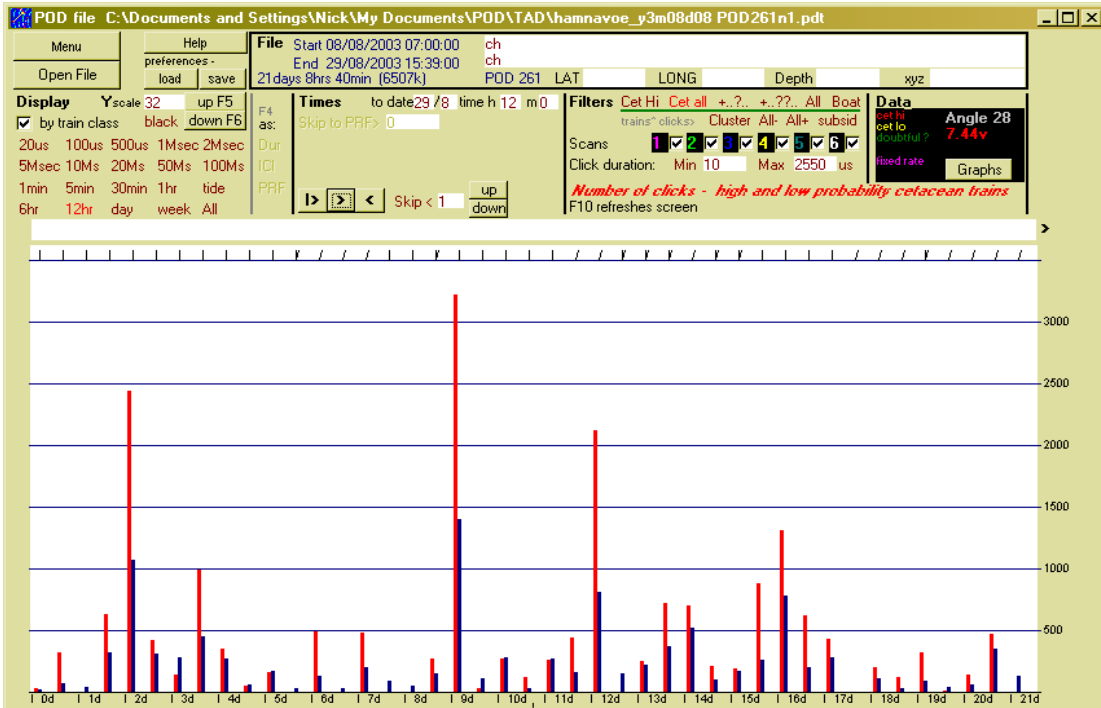 POD file C:\Documents and Settings\Nick\My Documents\POD\TAD\hamnavoe_y3m08d08 POD261n1.pdt
Menu
Help
preferences -
Open File
load save
File Start 08/08/2003 07:00:00 ch
End 29/08/2003 15:39:00 ch
21days 8hrs 40min (6507k) POD 261 LAT LONG Depth xyz
Display Yscale 32 up F5
by train class black down F6
20us 100us 500us 1Msec 2Msec
5Msec 10Ms 20Ms 50Ms 100Ms
1min 5min 30min 1hr tide
6hr 12hr day week All
F4
as:
Dur
ICI
PRF
Times to date 29 /8 time h 12 m 0
Skip to PRF> 0
I> > < Skip < 1 up
down
Filters Cet Hi Cet all +..?.. +..??.. All Boat
trains^ clicks> Cluster All- All+ subsid
Scans 1 2 3 4 5 6
Click duration: Min 10 Max 2550 us
Number of clicks - high and low probability cetacean trains
F10 refreshes screen
Data
cet hi
cet lo
doubtful ?
fixed rate
Angle 28
7.44v
Graphs
>
3000
2500
2000
1500
1000
500
0d 1d 2d 3d 4d 5d 6d 7d 8d 9d 10d 11d 12d 13d 14d 15d 16d 17d 18d 19d 20d 21d